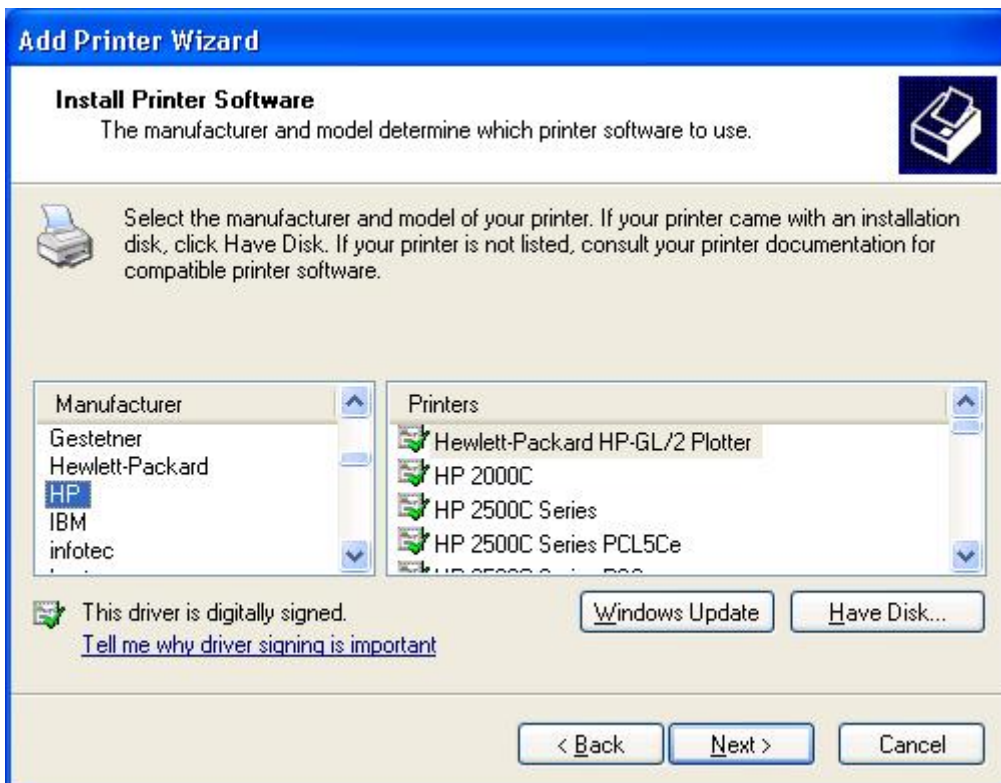 Add Printer Wizard
Install Printer Software
The manufacturer and model determine which printer software to use.
Select the manufacturer and model of your printer. If your printer came with an installation
disk, click Have Disk. If your printer is not listed, consult your printer documentation for
compatible printer software.
Manufacturer
Gestetner
Hewlett-Packard
HP
IBM
infotec
Printers
Hewlett-Packard HP-GL/2 Plotter
HP 2000C
HP 2500C Series
HP 2500C Series PCL5Ce
This driver is digitally signed.
Tell me why driver signing is important
Windows Update
Have Disk...
< Back
Next >
Cancel